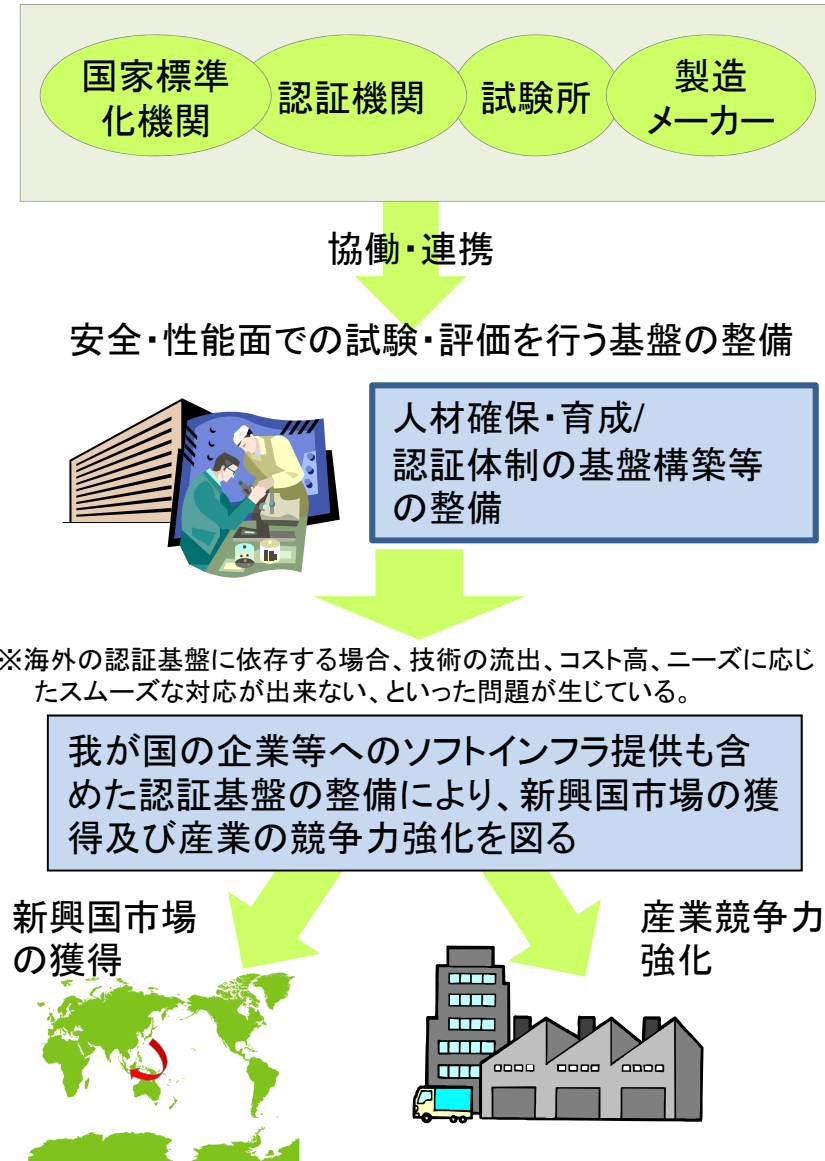 国家標準
化機関
認証機関
試験所
製造
メーカー
協働・連携
安全・性能面での試験・評価を行う基盤の整備
人材確保・育成/
認証体制の基盤構築等
の整備
※海外の認証基盤に依存する場合、技術の流出、コスト高、ニーズに応じ
たスムーズな対応が出来ない、といった問題が生じている。
我が国の企業等へのソフトインフラ提供も含
めた認証基盤の整備により、新興国市場の獲
得及び産業の競争力強化を図る
新興国市場
の獲得
産業競争力
強化